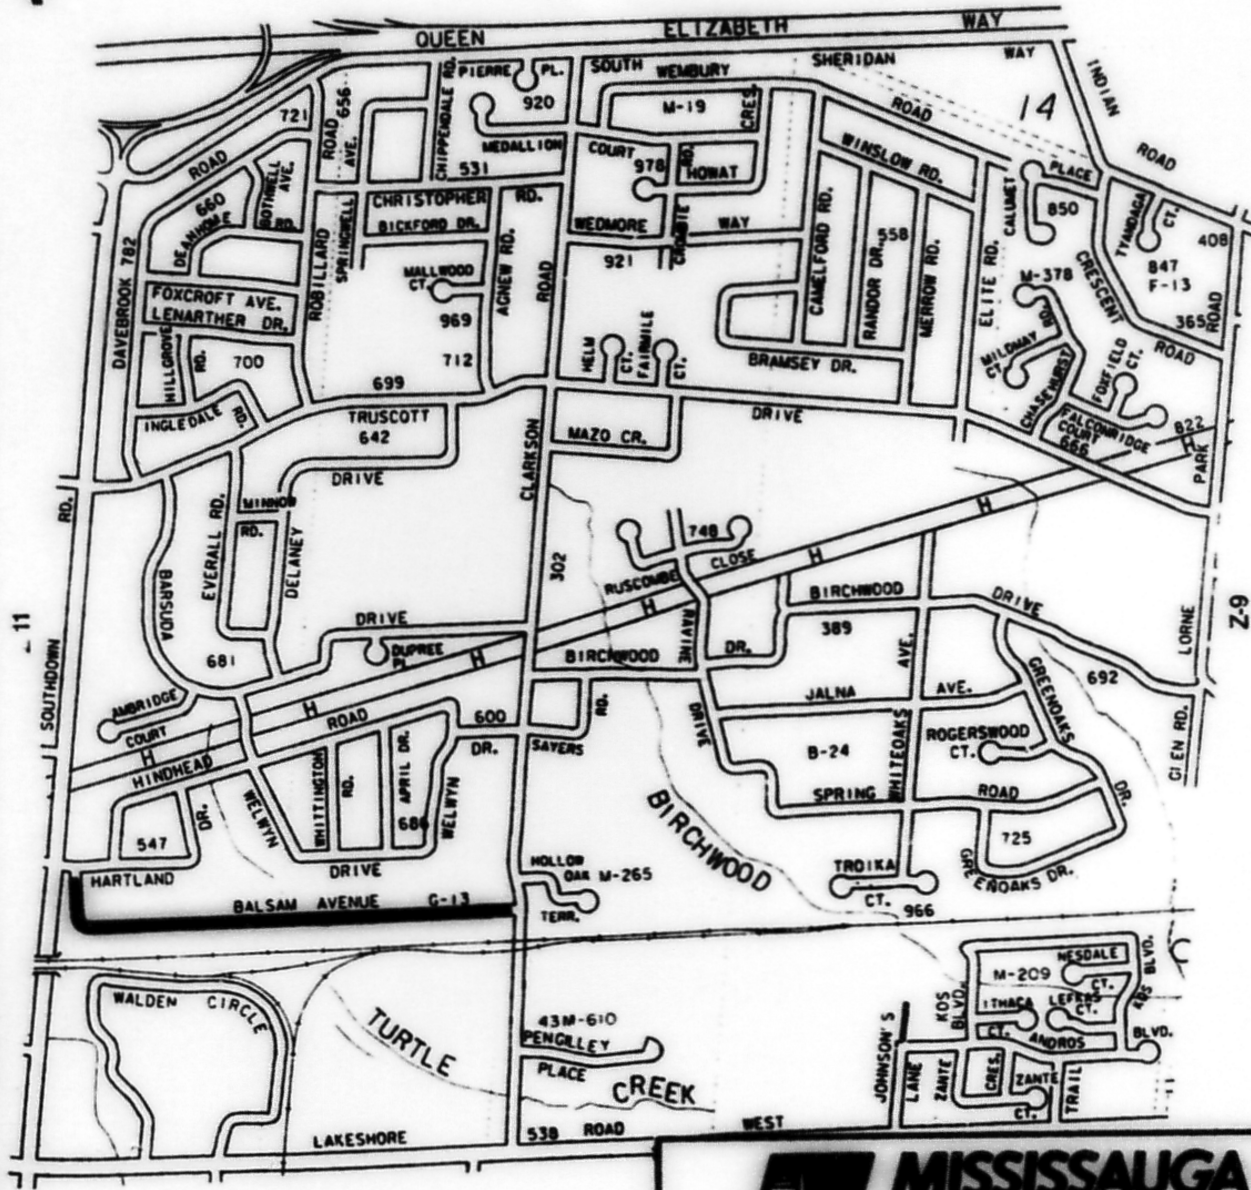 QUEEN ELIZABETH WAY
SOUTH SHERIDAN WAY
INDIAN ROAD
14
PIERRE PL.
920
WEMBURY ROAD
M-19
CRES.
721
ROAD
656
ROAD
AVE.
CHIPPENDALE RD.
MEDALLION COURT
978
RD.
HOWAT
WINSLOW RD.
PLACE
CALUMET
850
TYANDAGA CT.
408
847
F-13
BOTHWELL AVE.
660
DEANHOME RD.
531
CHRISTOPHER RD.
BICKFORD DR.
SPRINGWELL
ROBILLARD
MALLWOOD CT.
969
AGNEW RD.
ROAD
WEDMORE WAY
921
CROMBIE
CAMELFORD RD.
RANDOR DR.
558
MERROW RD.
ELITE RD.
M-378
CRESCENT ROAD
365
ROAD
DAVEBROOK 782
FOXCROFT AVE.
LENARTHER DR.
HILLGROVE RD.
700
712
HELM CT.
FAIRMILE CT.
BRAMSEY DR.
MILDMAY CT.
RD.
CHASEHURST
FOXFIELD CT.
FALCONRIDGE
COURT
666
822
H
PARK
INGLEDALE RD.
699
TRUSCOTT DRIVE
642
MAZO CR.
CLARKSON
DRIVE
RD.
EVERALL RD.
MINNOW
RD.
DELANEY
BARSUDA
302
748
RUSCOMBE CLOSE
H
H
H
BIRCHWOOD DRIVE
389
RAVINE
AVE.
11
SOUTHDOWN
681
DRIVE
DUPREE
PL.
H
BIRCHWOOD DR.
GREENOAKS
692
LORNE
Z-9
AMBRIDGE
COURT
H
H
HINDHEAD ROAD
600
DR.
SAYERS
RD.
DRIVE
JALNA AVE.
B-24
WHITEOAKS
ROGERSWOOD
CT.
GLEN RD.
WHITTINGTON RD.
APRIL DR.
686
WELWYN
WELWYN
DRIVE
SPRING ROAD
DR.
547
DR.
HARTLAND
725
GREENOAKS DR.
BIRCHWOOD
TROIKA
CT.
966
HOLLOW
OAK M-265
TERR.
BALSAM AVENUE G-13
WALDEN CIRCLE
TURTLE CREEK
43M-610
PENGILLEY
PLACE
NESDALE
CT.
BLVD.
M-209
KOS
BLVD.
ITHACA
CT.
LEFKAS
CT.
KOS
ANDROS BLVD.
JOHNSON'S
LANE
ZANTE
CRES.
ZANTE
CT.
TRAIL
LAKESHORE 538 ROAD WEST
MISSISSAUGA